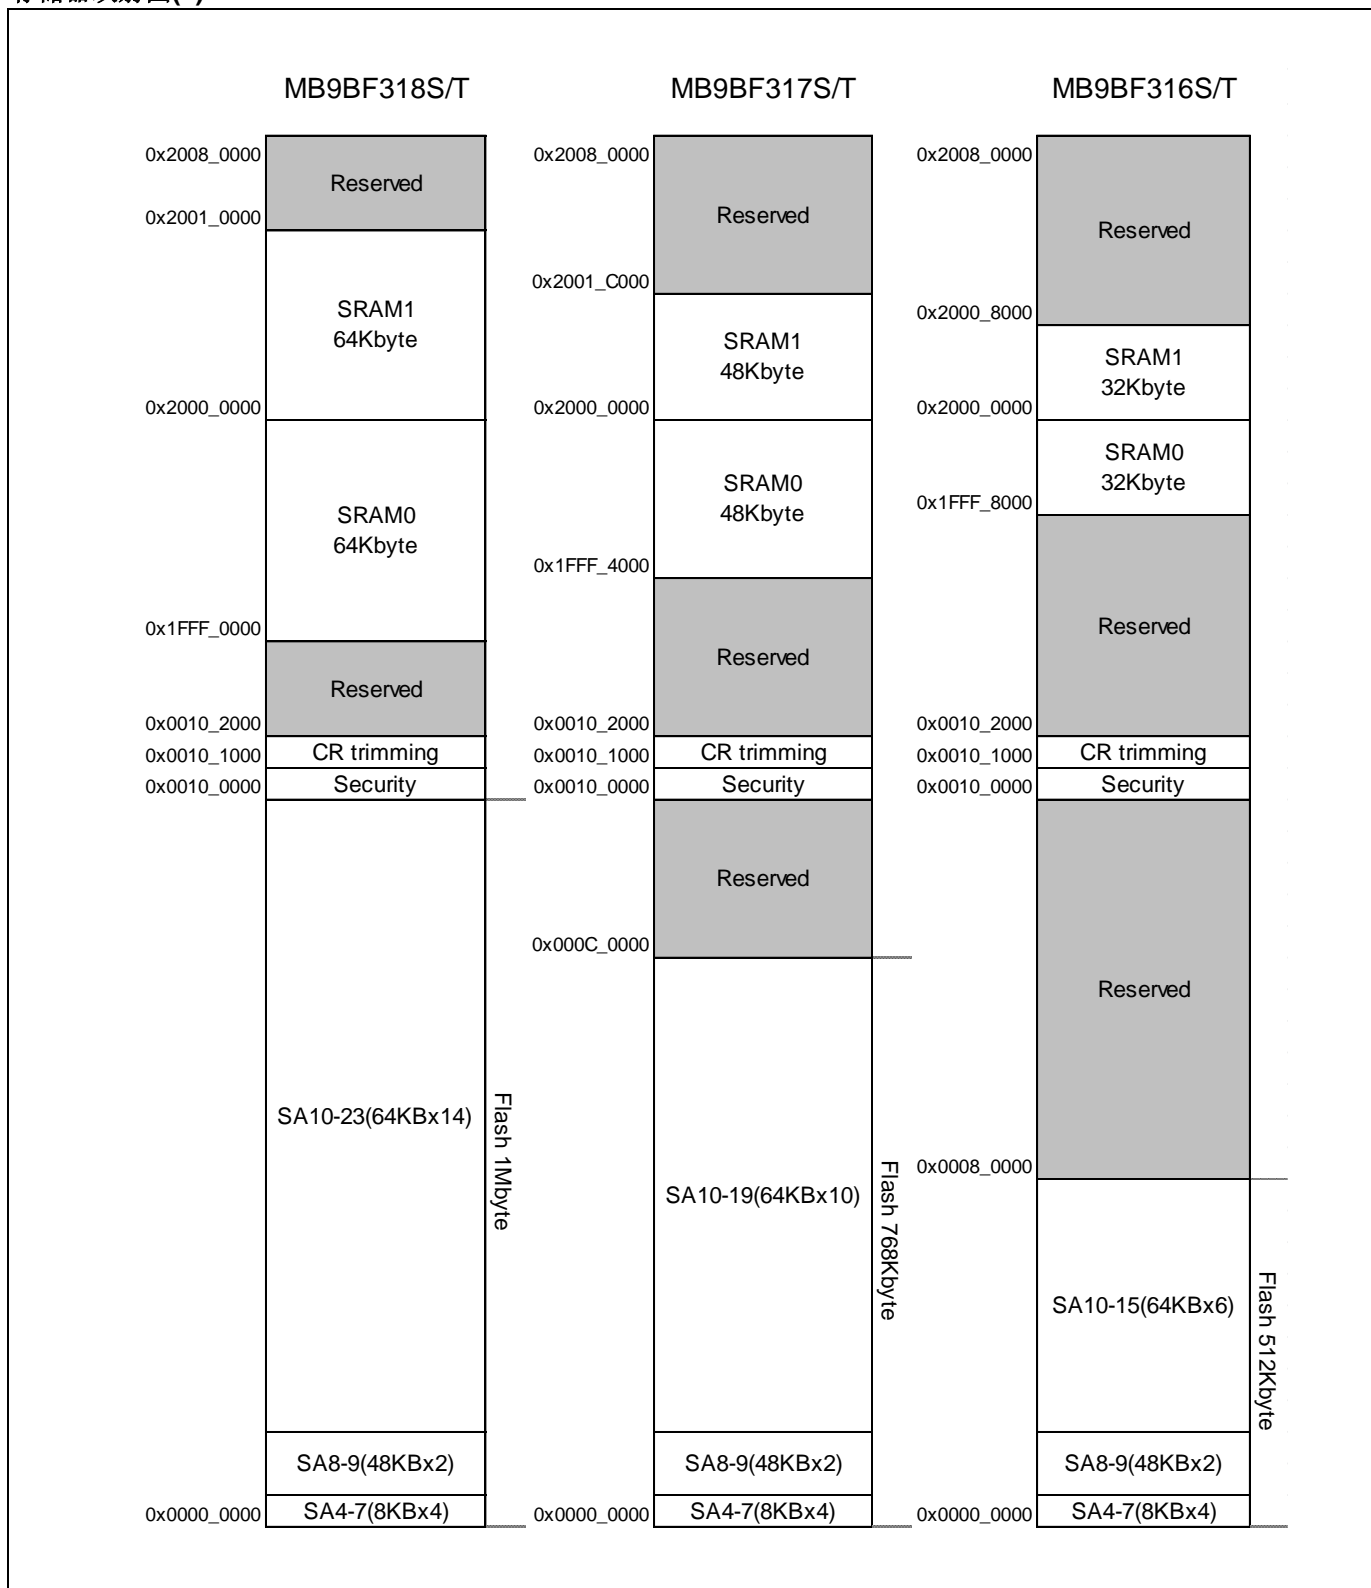 MB9BF318S/T
0x2008_0000
Reserved
0x2001_0000
SRAM1
64Kbyte
0x2000_0000
SRAM0
64Kbyte
0x1FFF_0000
Reserved
0x0010_2000
CR trimming
0x0010_1000
Security
0x0010_0000
SA10-23(64KBx14)
Flash 1Mbyte
SA8-9(48KBx2)
SA4-7(8KBx4)
0x0000_0000
MB9BF317S/T
0x2008_0000
Reserved
0x2001_C000
SRAM1
48Kbyte
0x2000_0000
SRAM0
48Kbyte
0x1FFF_4000
Reserved
0x0010_2000
CR trimming
0x0010_1000
Security
0x0010_0000
Reserved
0x000C_0000
SA10-19(64KBx10)
Flash 768Kbyte
SA8-9(48KBx2)
SA4-7(8KBx4)
0x0000_0000
MB9BF316S/T
0x2008_0000
Reserved
0x2000_8000
SRAM1
32Kbyte
0x2000_0000
SRAM0
32Kbyte
0x1FFF_8000
Reserved
0x0010_2000
CR trimming
0x0010_1000
Security
0x0010_0000
Reserved
0x0008_0000
SA10-15(64KBx6)
Flash 512Kbyte
SA8-9(48KBx2)
SA4-7(8KBx4)
0x0000_0000